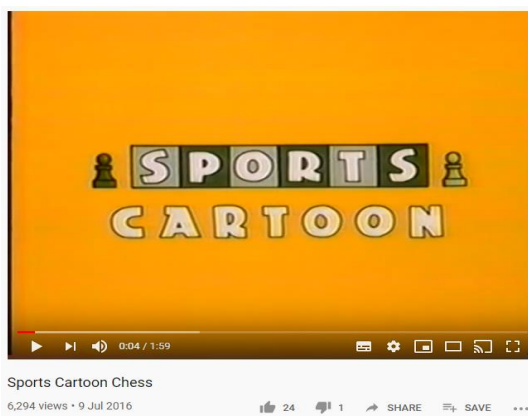 SPORTS
CARTOON
0:04 / 1:59
Sports Cartoon Chess
6,294 views • 9 Jul 2016
24 1 SHARE SAVE